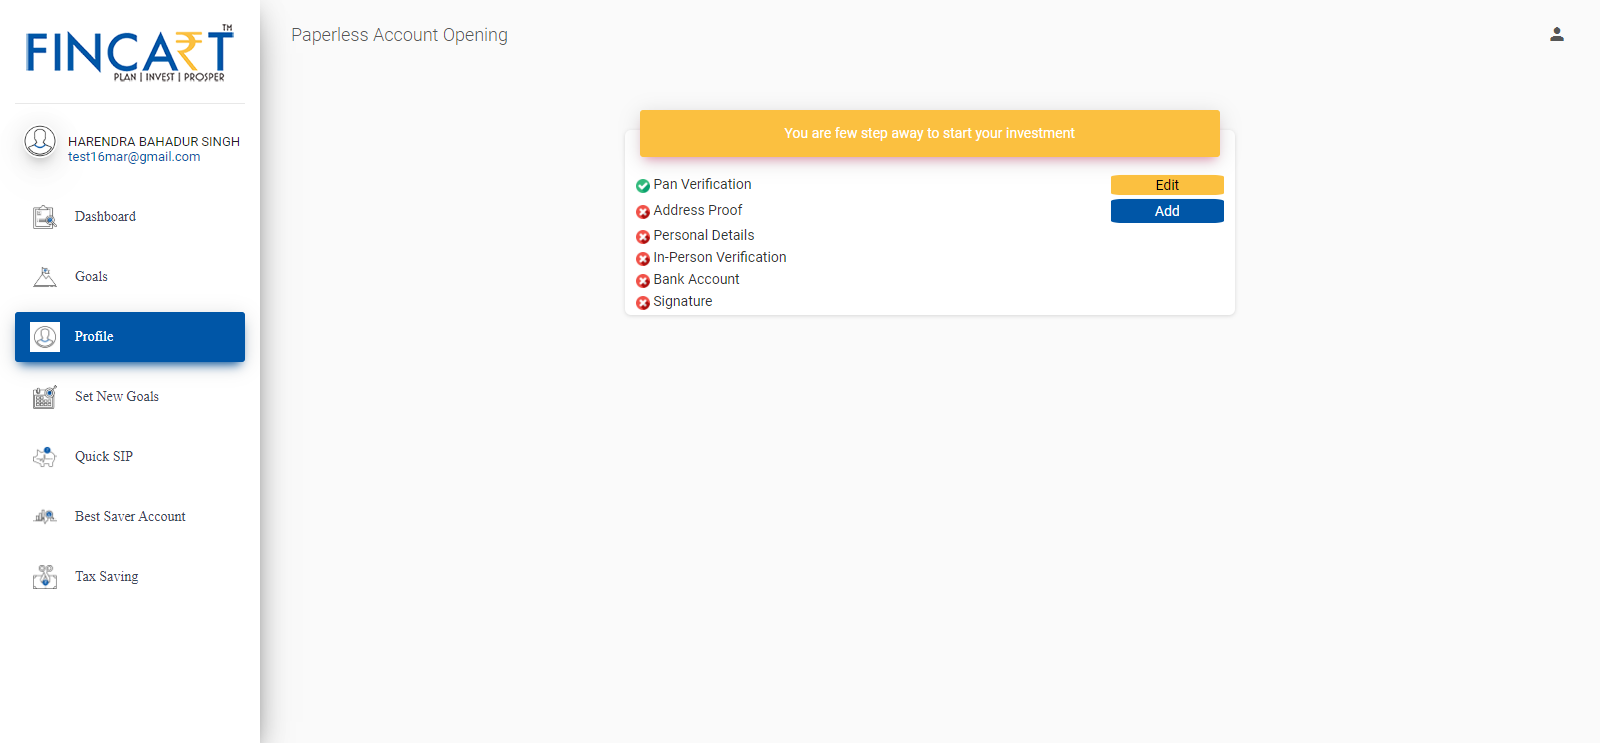 FINCART TM
PLAN | INVEST | PROSPER
HARENDRA BAHADUR SINGH
test16mar@gmail.com
Dashboard
Goals
Profile
Set New Goals
Quick SIP
Best Saver Account
Tax Saving
Paperless Account Opening
You are few step away to start your investment
Pan Verification Edit
Address Proof Add
Personal Details
In-Person Verification
Bank Account
Signature